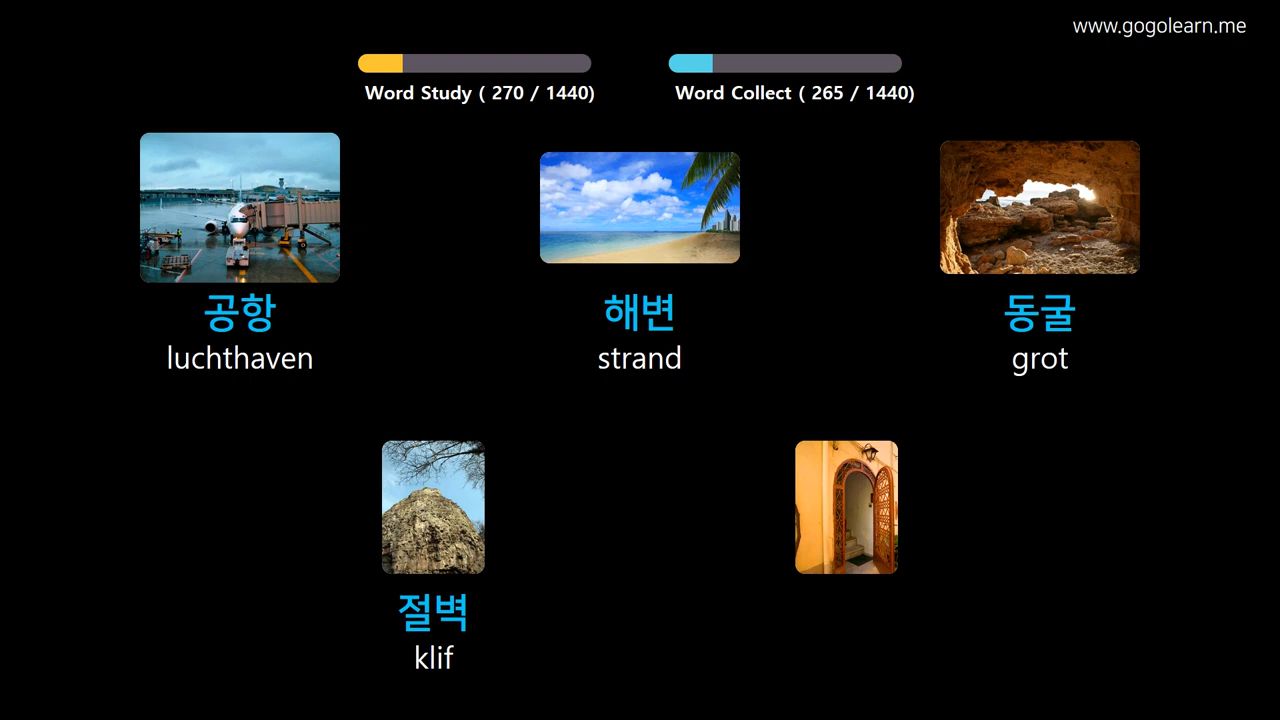 www.gogolearn.me
Word Study ( 270 / 1440)
Word Collect ( 265 / 1440)
공항
luchthaven
해변
strand
동굴
grot
절벽
klif